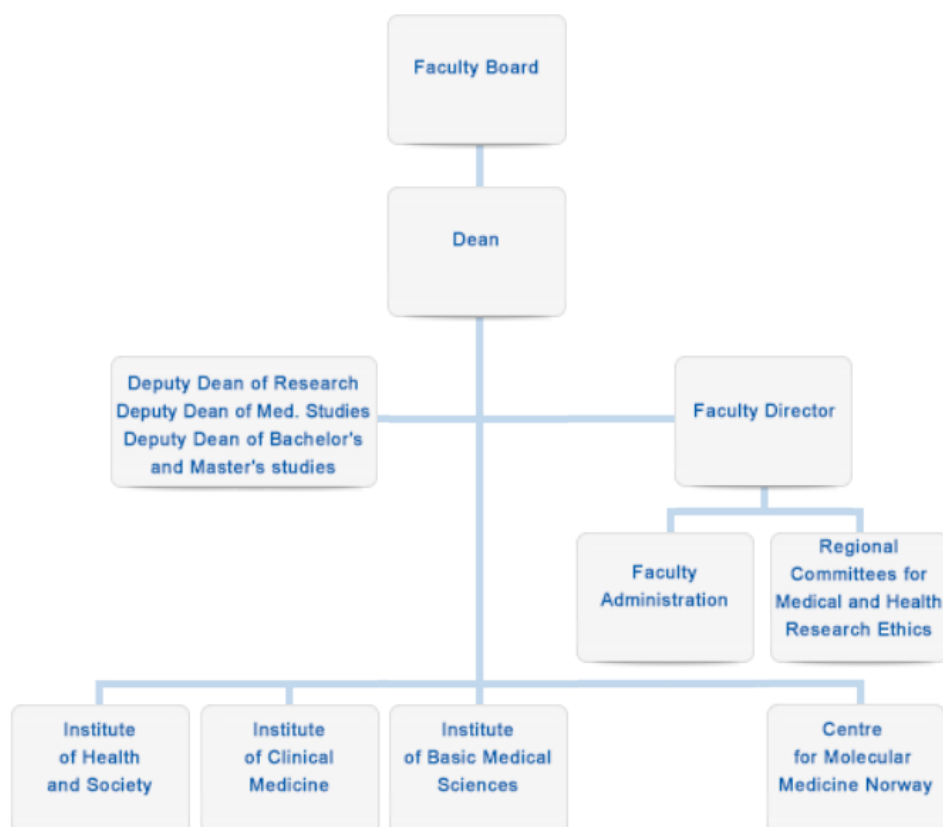 Faculty Board
Dean
Deputy Dean of Research
Deputy Dean of Med. Studies
Deputy Dean of Bachelor's
and Master's studies
Faculty Director
Faculty
Administration
Regional
Committees for
Medical and Health
Research Ethics
Institute
of Health
and Society
Institute
of Clinical
Medicine
Institute
of Basic Medical
Sciences
Centre
for Molecular
Medicine Norway